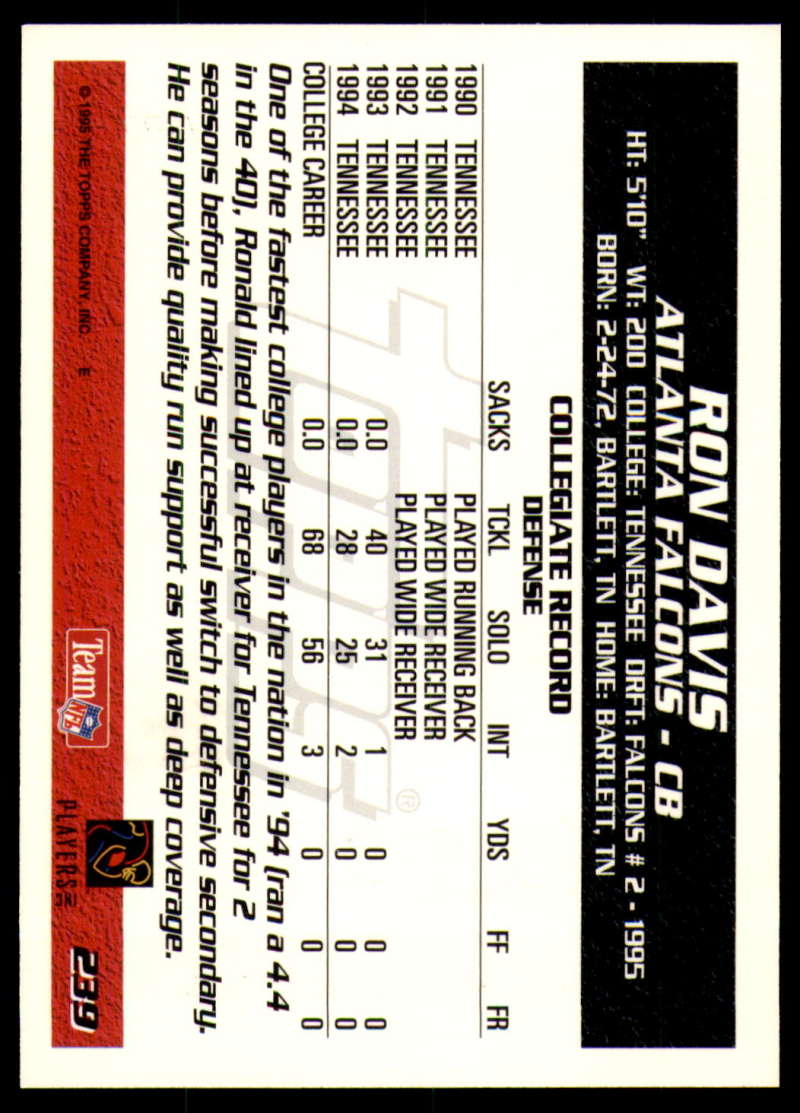 RON DAVIS
ATLANTA FALCONS - CB
HT: 5'10" WT: 200 COLLEGE: TENNESSEE DRFT: FALCONS # 2 - 1995
BORN: 2-24-72, BARTLETT, TN HOME: BARTLETT, TN
COLLEGIATE RECORD
DEFENSE
SACKS TCKL SOLO INT YDS FF FR
1990 TENNESSEE PLAYED RUNNING BACK
1991 TENNESSEE PLAYED WIDE RECEIVER
1992 TENNESSEE PLAYED WIDE RECEIVER
1993 TENNESSEE 0.0 40 31 1 0 0 0
1994 TENNESSEE 0.0 28 25 2 0 0 0
COLLEGE CAREER 0.0 68 56 3 0 0 0
One of the fastest college players in the nation in '94 (ran a 4.4
in the 40), Ronald lined up at receiver for Tennessee for 2
seasons before making successful switch to defensive secondary.
He can provide quality run support as well as deep coverage.
Topps®
© 1995 THE TOPPS COMPANY, INC. E
Team NFL
PLAYERS
239